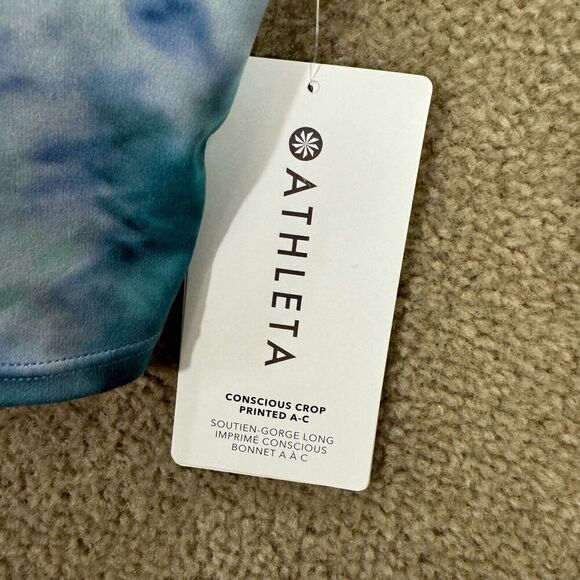 ATHLETA
CONSCIOUS CROP
PRINTED A-C
SOUTIEN-GORGE LONG
IMPRIMÉ CONSCIOUS
BONNET A À C